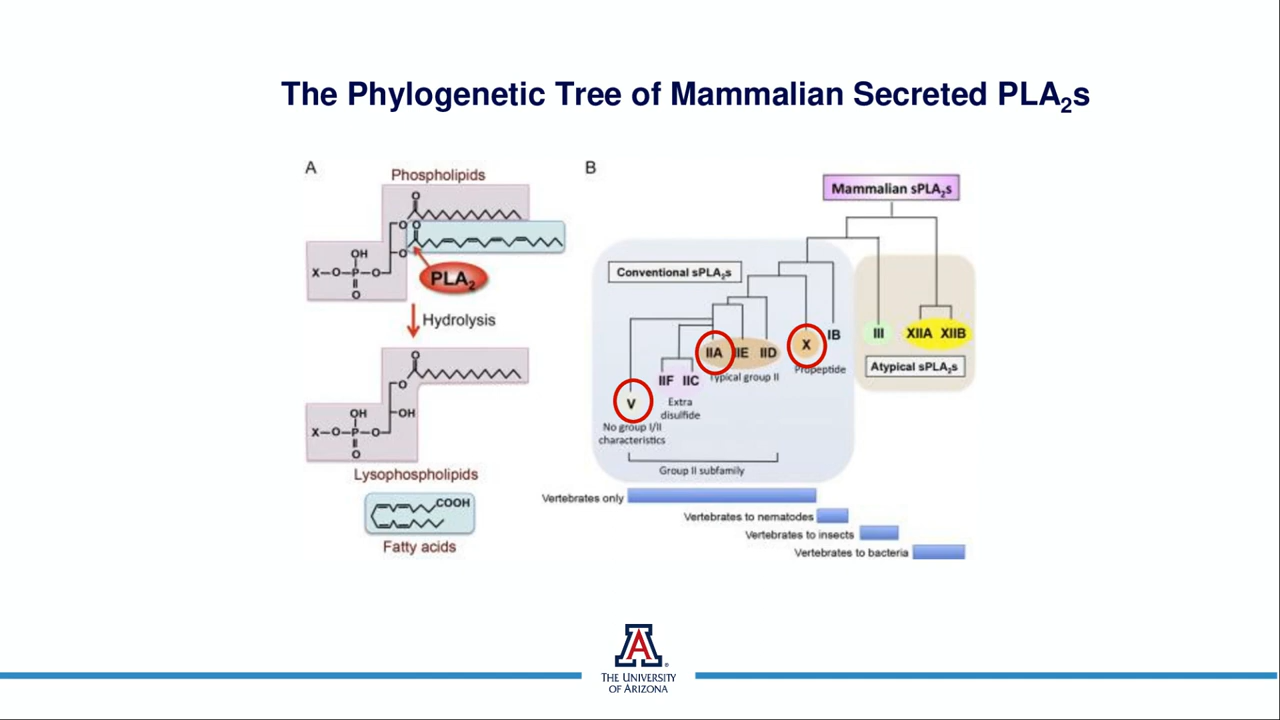 The Phylogenetic Tree of Mammalian Secreted PLA₂s
A
Phospholipids
O
O
O
OH
X–O–P–O
O
O
PLA₂
Hydrolysis
O
O
OH
OH
X–O–P–O
O
Lysophospholipids
COOH
Fatty acids
B
Mammalian sPLA₂s
Conventional sPLA₂s
V
IIF IIC
IIA IIE IID
X
IB
III
XIIA XIIB
Typical group II
Propeptide
Atypical sPLA₂s
Extra
disulfide
No group I/II
characteristics
Group II subfamily
Vertebrates only
Vertebrates to nematodes
Vertebrates to insects
Vertebrates to bacteria
A
THE UNIVERSITY
OF ARIZONA